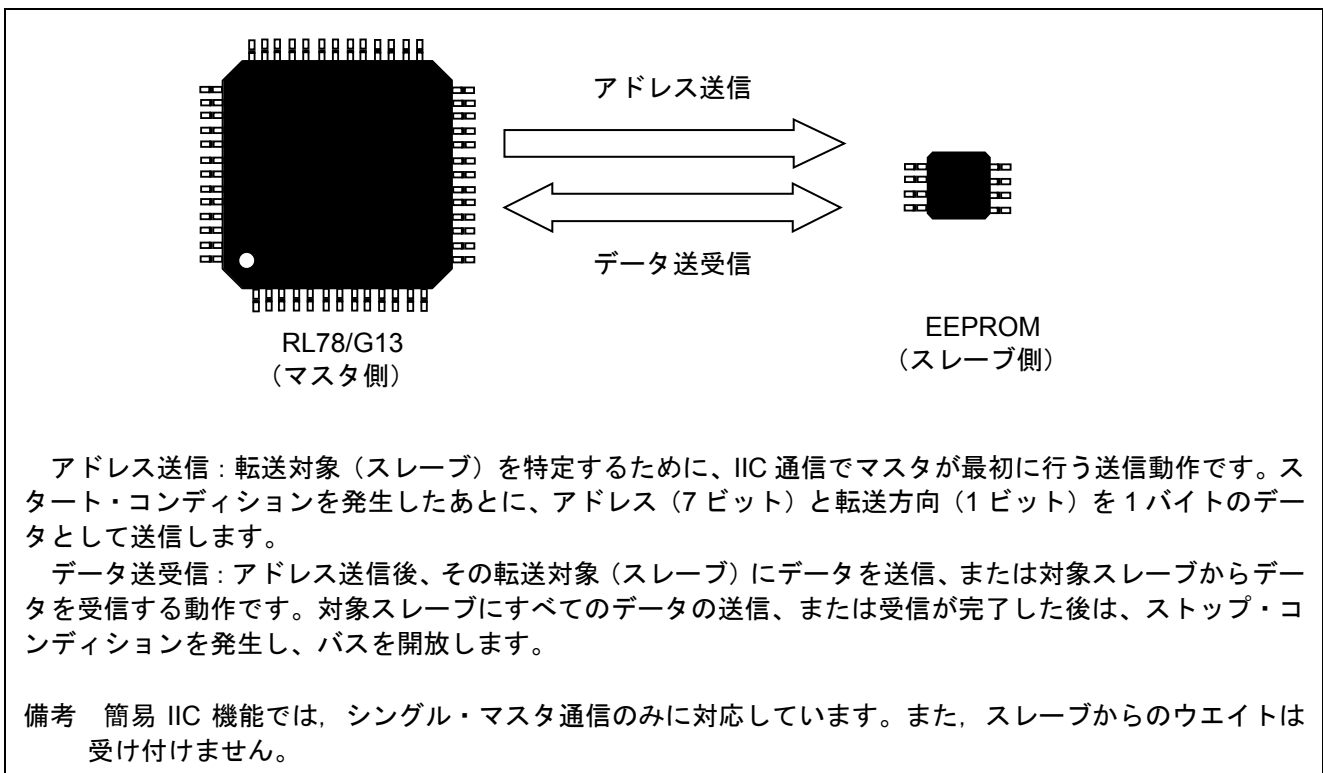 アドレス送信
データ送受信
RL78/G13
（マスタ側）
EEPROM
（スレーブ側）
アドレス送信：転送対象（スレーブ）を特定するために、IIC 通信でマスタが最初に行う送信動作です。ス
タート・コンディションを発生したあとに、アドレス（7 ビット）と転送方向（1 ビット）を 1 バイトのデー
タとして送信します。
データ送受信：アドレス送信後、その転送対象（スレーブ）にデータを送信、または対象スレーブからデー
タを受信する動作です。対象スレーブにすべてのデータの送信、または受信が完了した後は、ストップ・コ
ンディションを発生し、バスを開放します。
備考　簡易 IIC 機能では，シングル・マスタ通信のみに対応しています。また，スレーブからのウエイトは
受け付けません。